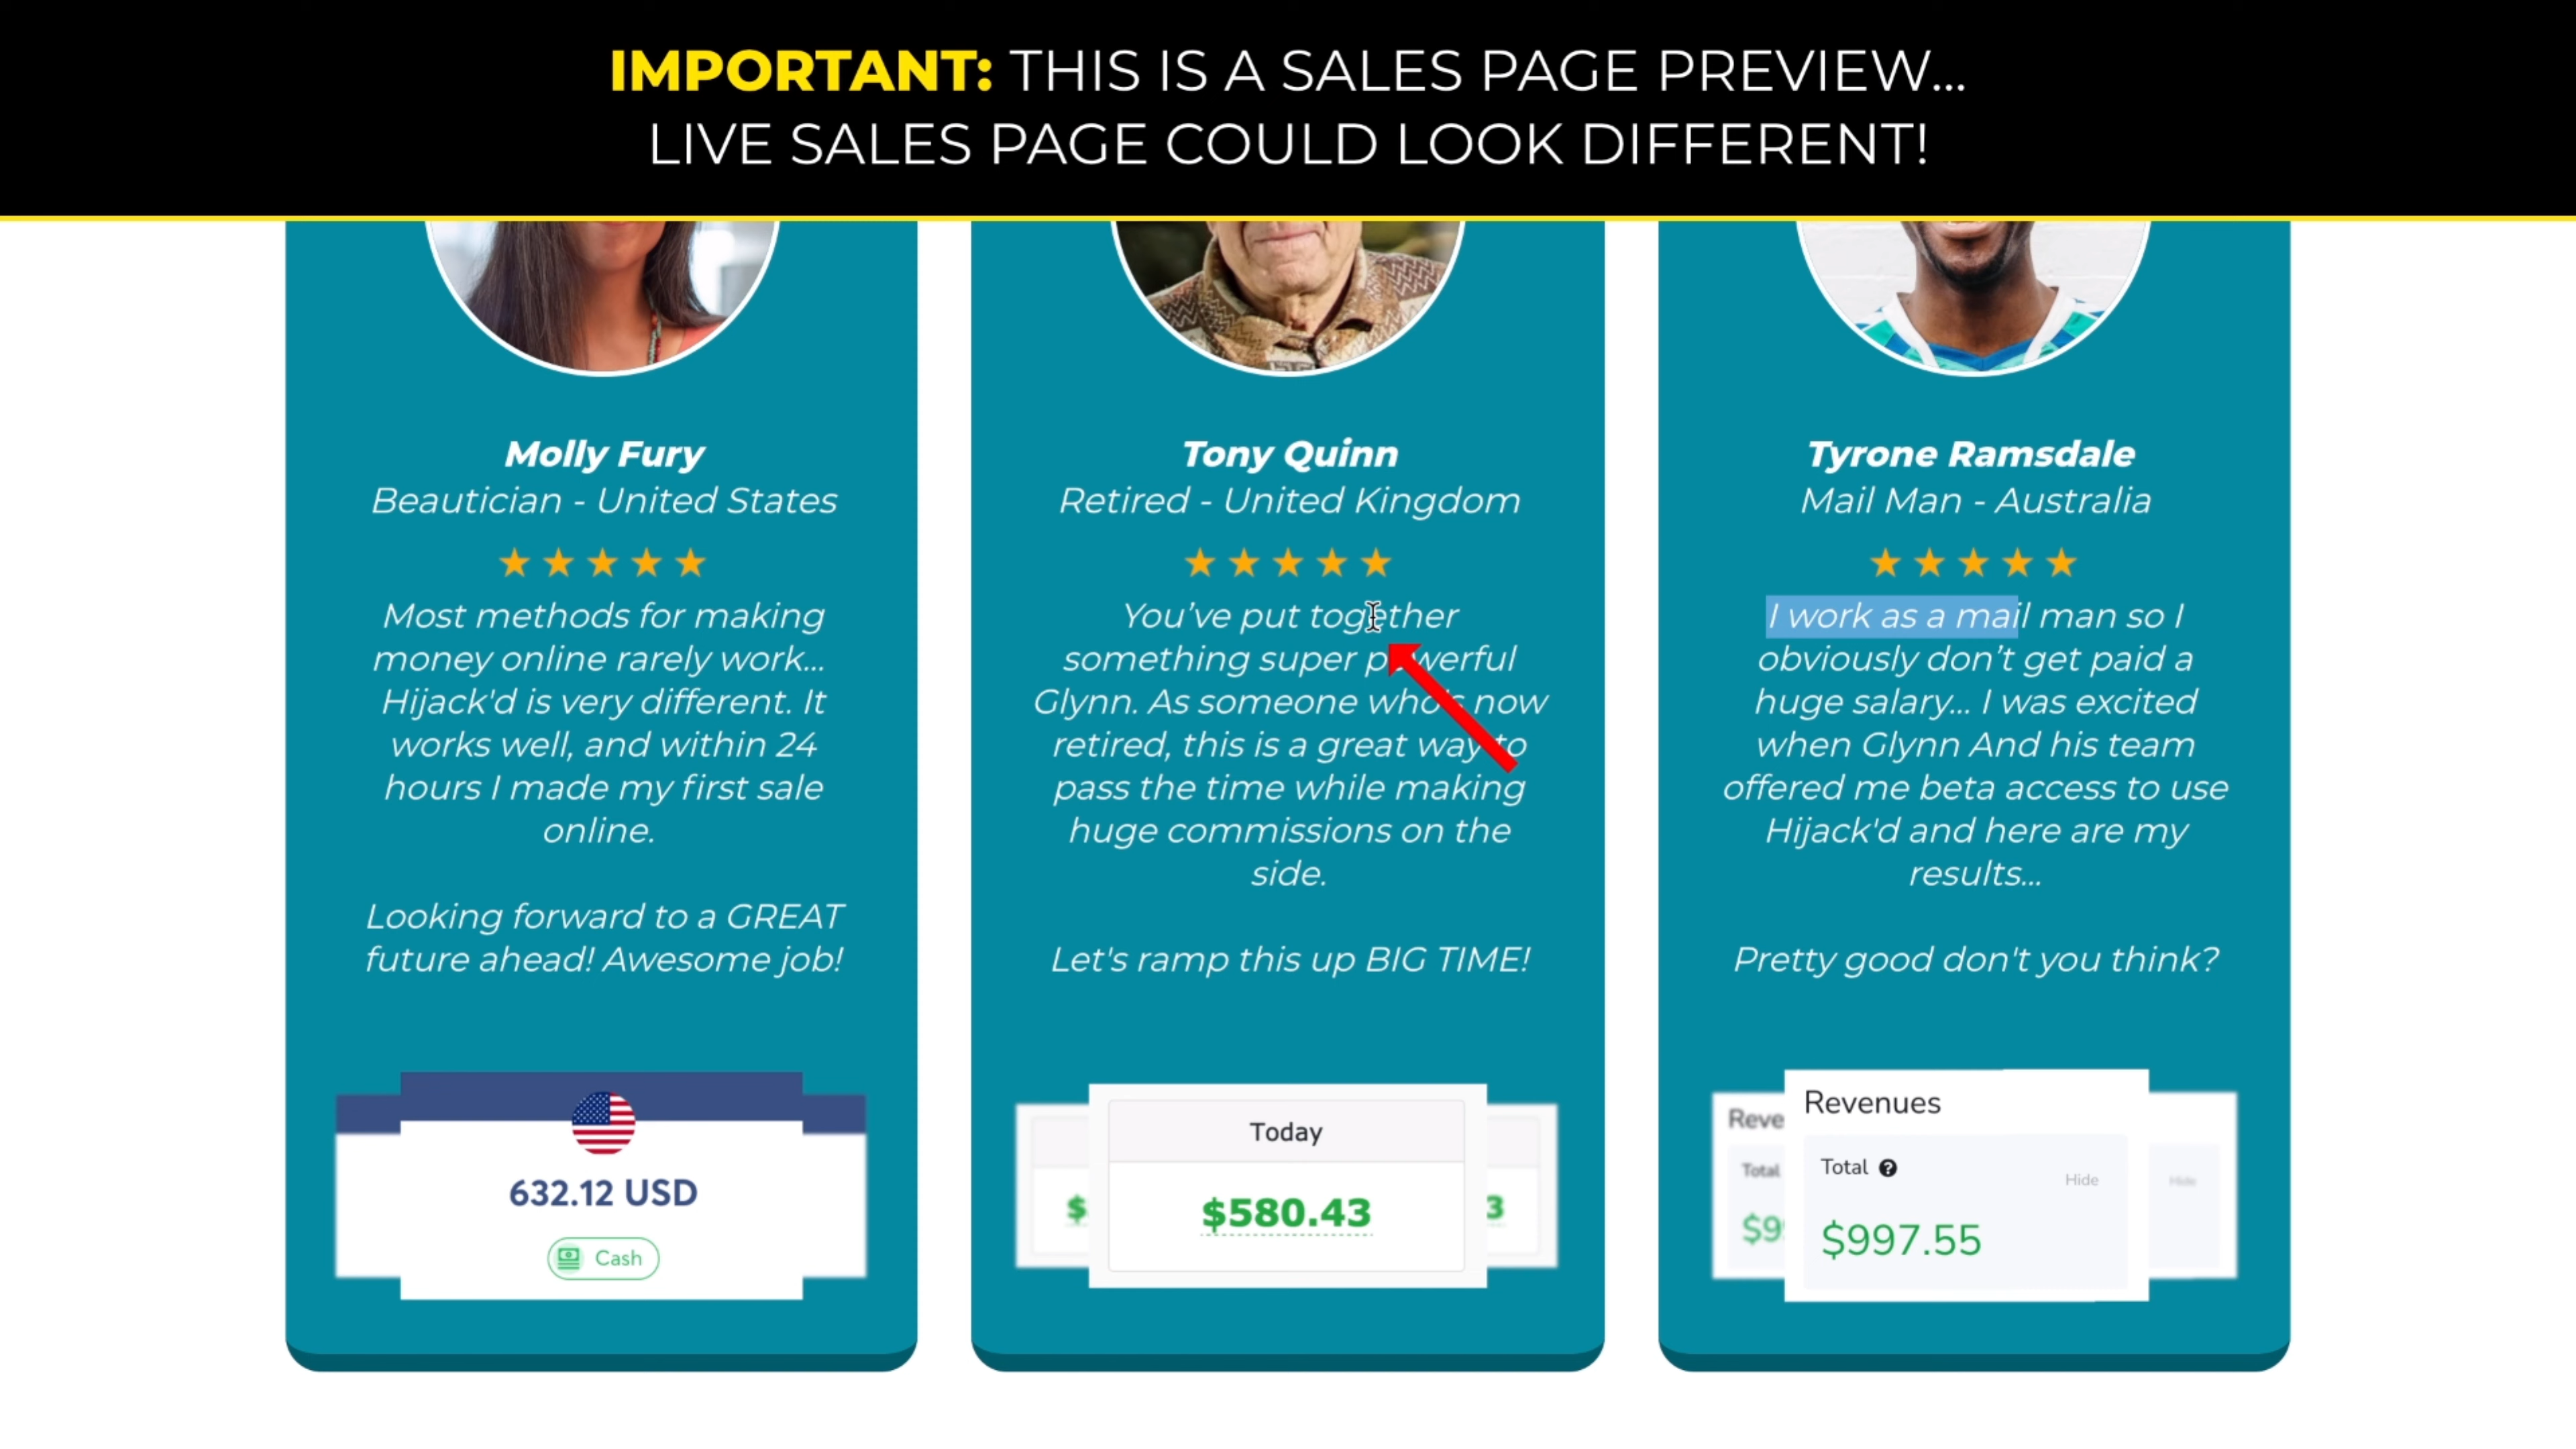 IMPORTANT: THIS IS A SALES PAGE PREVIEW...
LIVE SALES PAGE COULD LOOK DIFFERENT!
Molly Fury
Beautician - United States
Most methods for making
money online rarely work...
Hijack'd is very different. It
works well, and within 24
hours I made my first sale
online.
Looking forward to a GREAT
future ahead! Awesome job!
632.12 USD
Cash
Tony Quinn
Retired - United Kingdom
You’ve put together
something super powerful
Glynn. As someone who's now
retired, this is a great way to
pass the time while making
huge commissions on the
side.
Let's ramp this up BIG TIME!
$
Today
$580.43
3
Tyrone Ramsdale
Mail Man - Australia
I work as a mail man so I
obviously don’t get paid a
huge salary... I was excited
when Glynn And his team
offered me beta access to use
Hijack'd and here are my
results...
Pretty good don't you think?
Reve
Total
$9
Revenues
Total ?
Hide
$997.55
Hide